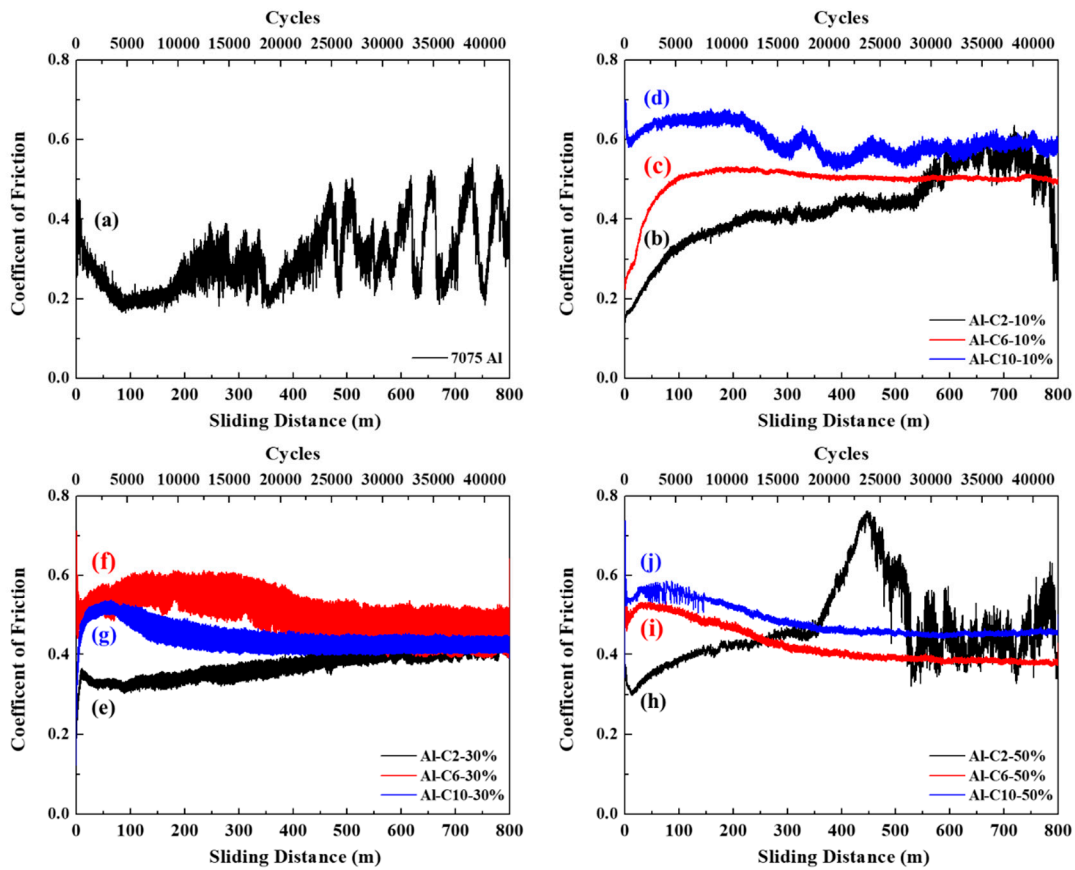 Cycles
0 5000 10000 15000 20000 25000 30000 35000 40000
0.8
0.6
0.4
0.2
0.0
Coefficent of Friction
(a)
7075 Al
0 100 200 300 400 500 600 700 800
Sliding Distance (m)
Cycles
0 5000 10000 15000 20000 25000 30000 35000 40000
0.8
0.6
0.4
0.2
0.0
Coefficent of Friction
(d)
(c)
(b)
Al-C2-10%
Al-C6-10%
Al-C10-10%
0 100 200 300 400 500 600 700 800
Sliding Distance (m)
Cycles
0 5000 10000 15000 20000 25000 30000 35000 40000
0.8
0.6
0.4
0.2
0.0
Coefficent of Friction
(f)
(g)
(e)
Al-C2-30%
Al-C6-30%
Al-C10-30%
0 100 200 300 400 500 600 700 800
Sliding Distance (m)
Cycles
0 5000 10000 15000 20000 25000 30000 35000 40000
0.8
0.6
0.4
0.2
0.0
Coefficent of Friction
(j)
(i)
(h)
Al-C2-50%
Al-C6-50%
Al-C10-50%
0 100 200 300 400 500 600 700 800
Sliding Distance (m)